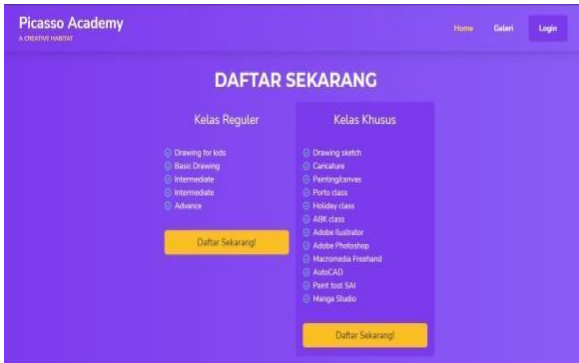 Picasso Academy
A CREATIVE HABITAT
Home
Galeri
Login
DAFTAR SEKARANG
Kelas Reguler
Drawing for kids
Basic Drawing
Intermediate
Intermediate
Advance
Daftar Sekarang!
Kelas Khusus
Drawing sketch
Caricature
Painting/canvas
Porto class
Holiday class
ABK class
Adobe Ilustrator
Adobe Photoshop
Macromedia Freehand
AutoCAD
Paint tool SAI
Manga Studio
Daftar Sekarang!